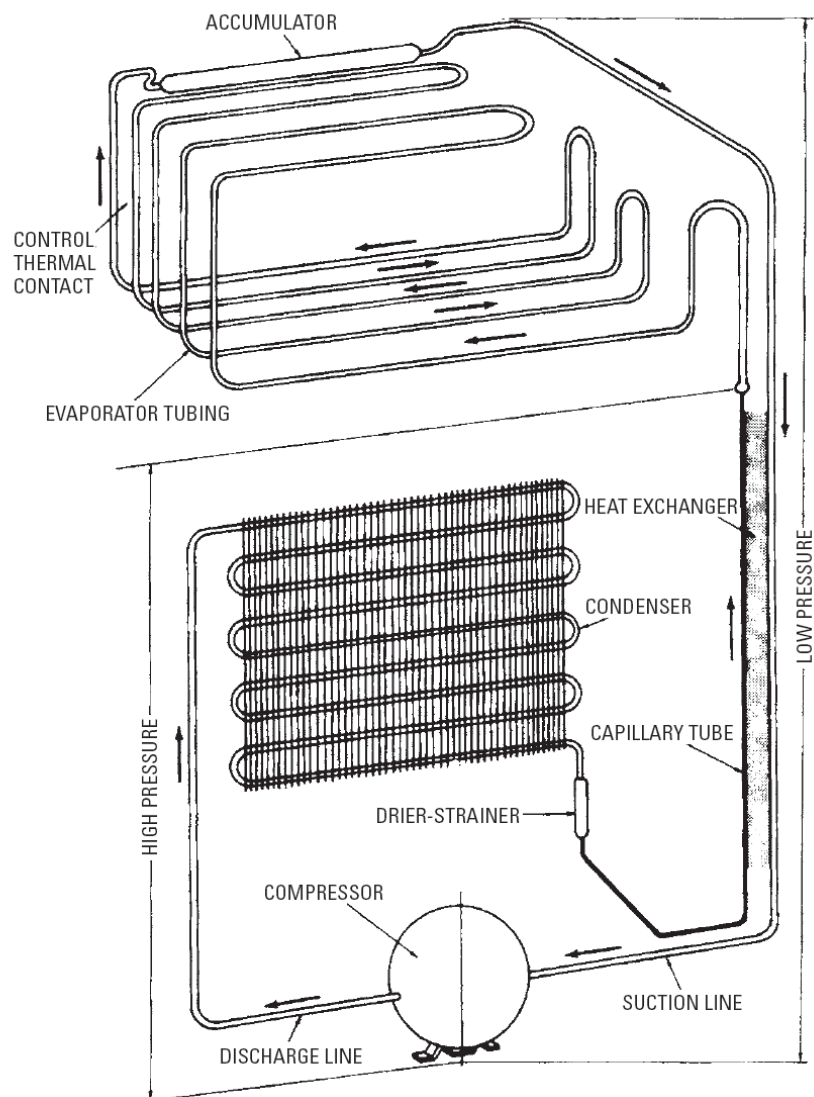 ACCUMULATOR
CONTROL
THERMAL
CONTACT
EVAPORATOR TUBING
HEAT EXCHANGER
LOW PRESSURE
CONDENSER
HIGH PRESSURE
CAPILLARY TUBE
DRIER-STRAINER
COMPRESSOR
SUCTION LINE
DISCHARGE LINE